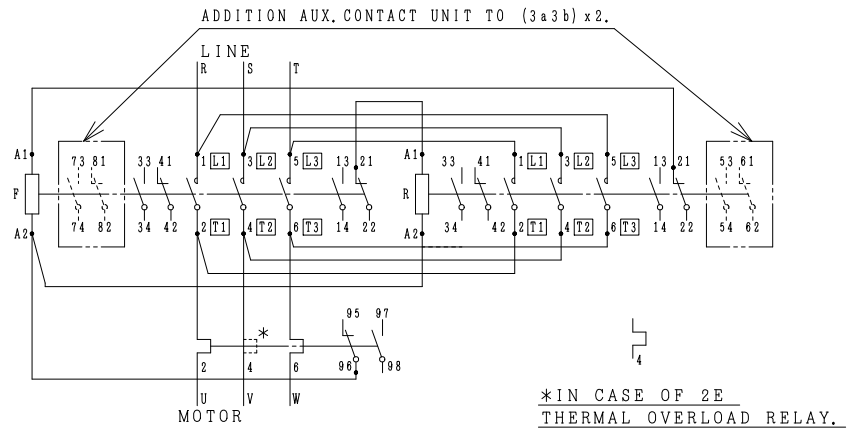 ADDITION AUX. CONTACT UNIT TO (3a3b)x2.
LINE
R S T
A1 73 81 33 41 1 L1 3 L2 5 L3 13 21 A1 33 41 1 L1 3 L2 5 L3 13 21 53 61
F R
A2 74 82 34 42 2 T1 4 T2 6 T3 14 22 A2 34 42 2 T1 4 T2 6 T3 14 22 54 62
95 97
*
2 4 6 96 98 4
U V W
MOTOR
*IN CASE OF 2E
THERMAL OVERLOAD RELAY.